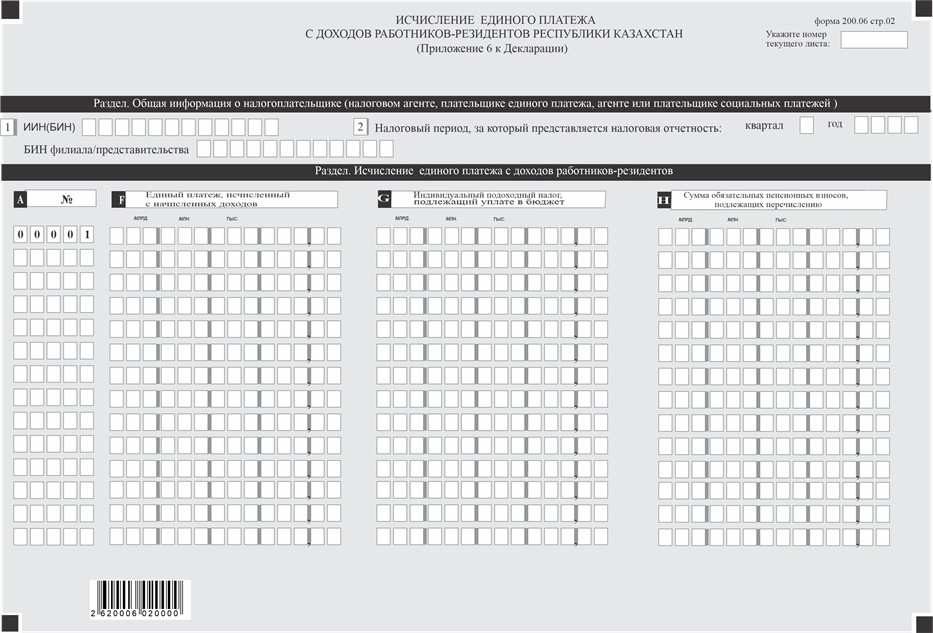 ИСЧИСЛЕНИЕ ЕДИНОГО ПЛАТЕЖА
С ДОХОДОВ РАБОТНИКОВ-РЕЗИДЕНТОВ РЕСПУБЛИКИ КАЗАХСТАН
(Приложение 6 к Декларации)
форма 200.06 стр.02
Укажите номер
текущего листа:
Раздел. Общая информация о налогоплательщике (налоговом агенте, плательщике единого платежа, агенте или плательщике социальных платежей )
1 ИИН(БИН)
2 Налоговый период, за который представляется налоговая отчетность: квартал год
БИН филиала/представительства
Раздел. Исчисление единого платежа с доходов работников-резидентов
A №
F Единый платеж, исчисленный
с начисленных доходов
G Индивидуальный подоходный налог,
подлежащий уплате в бюджет
H Сумма обязательных пенсионных взносов,
подлежащих перечислению
МЛРД. МЛН. ТЫС. МЛРД. МЛН. ТЫС. МЛРД. МЛН. ТЫС.
0 0 0 0 1
2 620006 020000